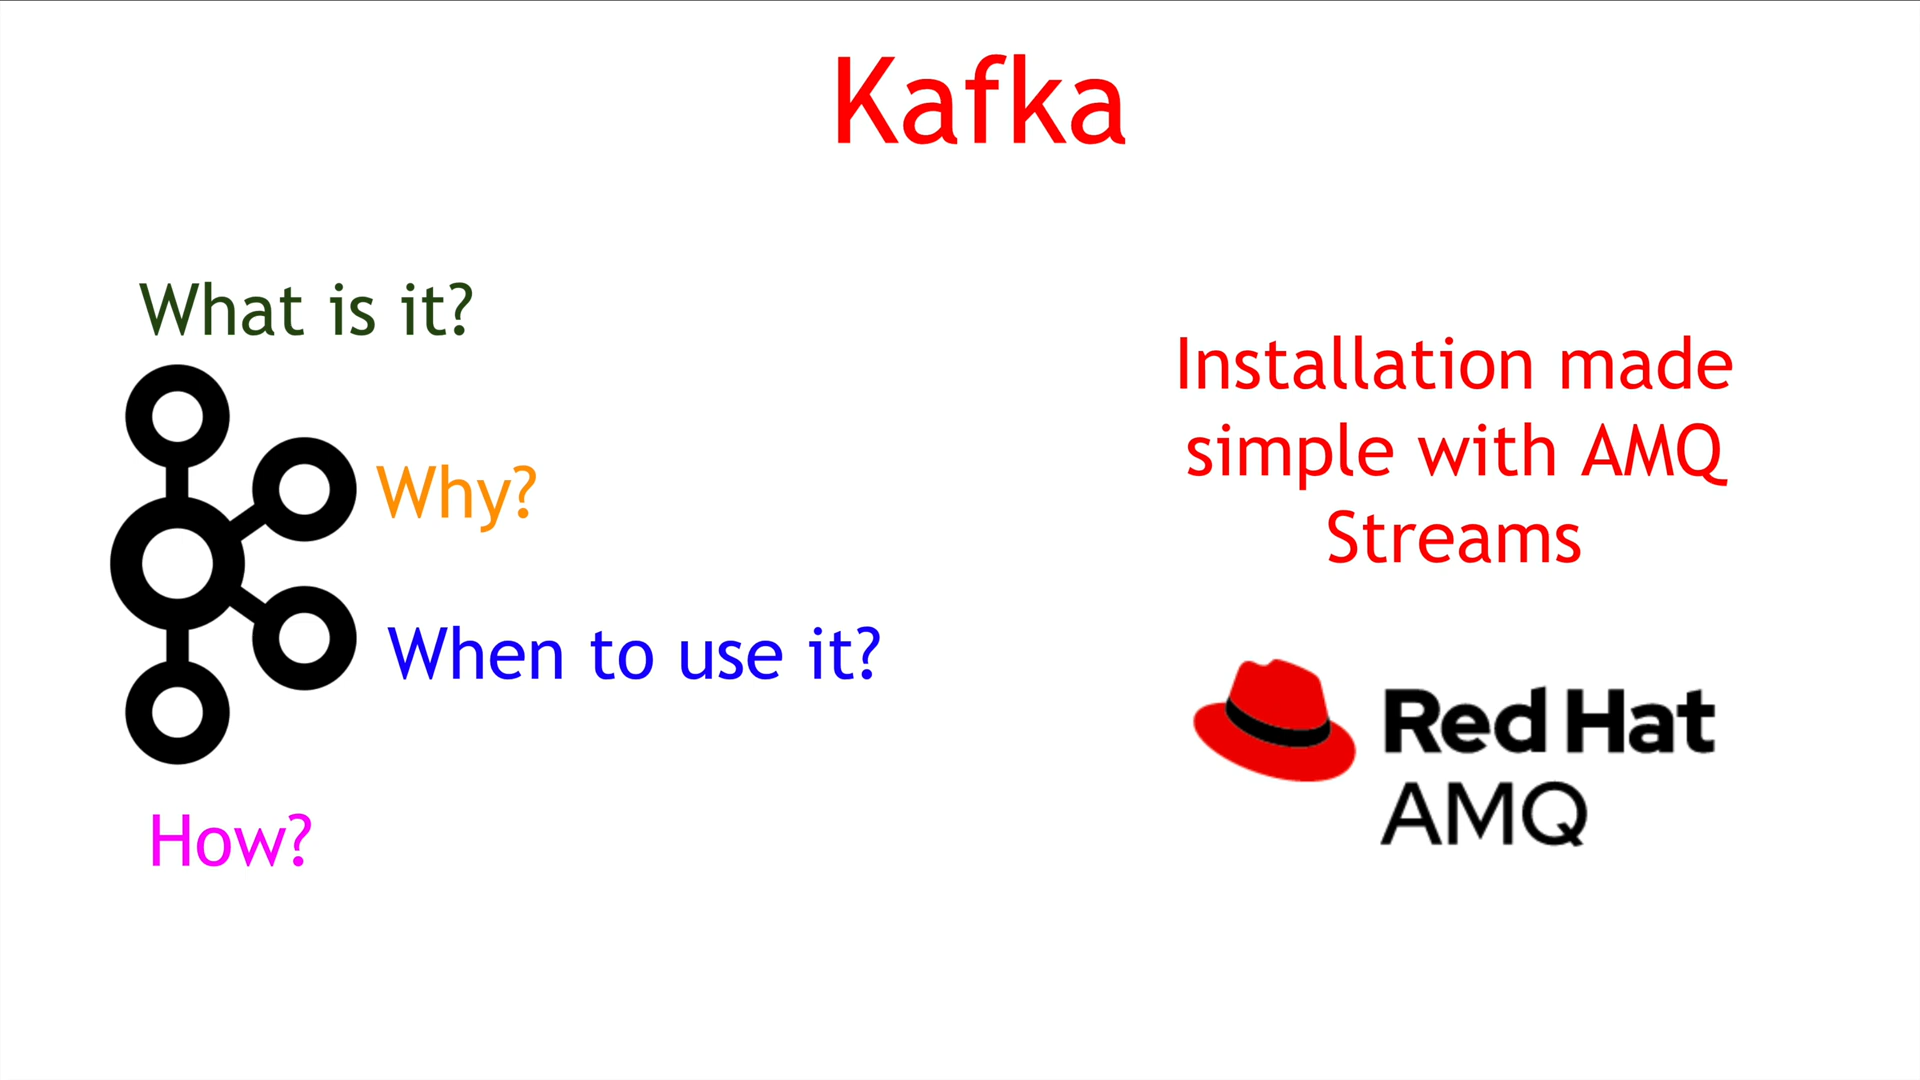 Kafka
What is it?
Why?
When to use it?
How?
Installation made
simple with AMQ
Streams
Red Hat
AMQ